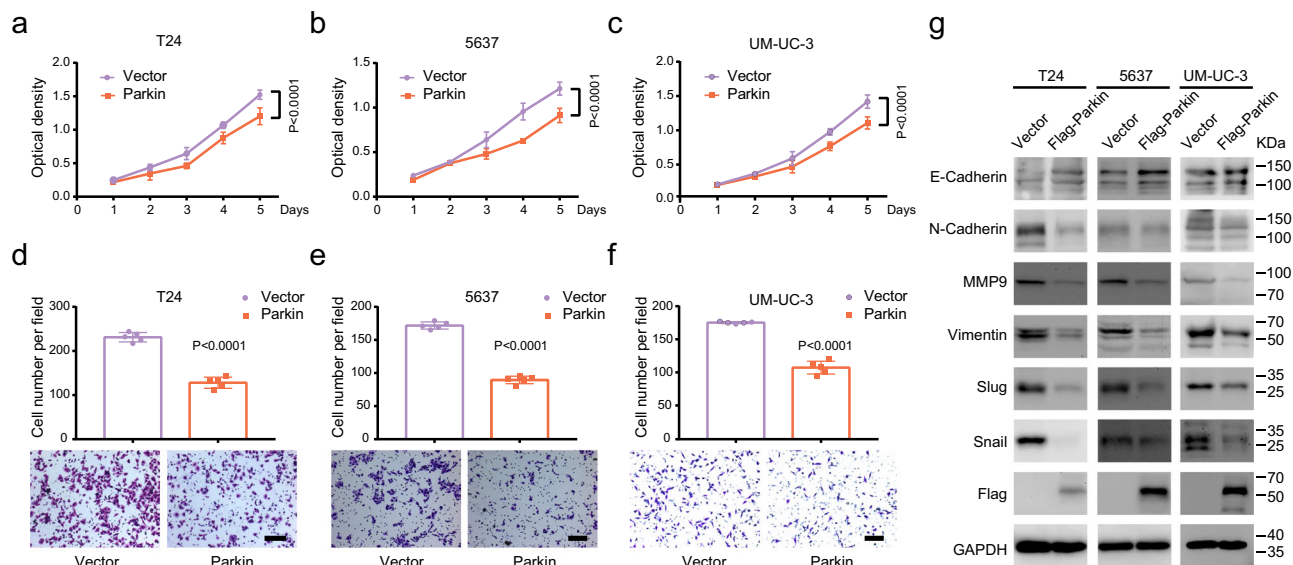 a
T24
Optical density
2.0
1.5
1.0
0.5
0.0
Vector
Parkin
P<0.0001
1 2 3 4 5 Days
b
5637
Optical density
1.5
1.0
0.5
0.0
Vector
Parkin
P<0.0001
1 2 3 4 5 Days
c
UM-UC-3
Optical density
2.0
1.5
1.0
0.5
0.0
Vector
Parkin
P<0.0001
1 2 3 4 5 Days
d
T24
Cell number per field
300
200
100
0
Vector
Parkin
P<0.0001
Vector Parkin
e
5637
Cell number per field
200
150
100
50
0
Vector
Parkin
P<0.0001
Vector Parkin
f
UM-UC-3
Cell number per field
200
150
100
50
0
Vector
Parkin
P<0.0001
Vector Parkin
g
T24 5637 UM-UC-3
Vector Flag-Parkin Vector Flag-Parkin Vector Flag-Parkin
KDa
E-Cadherin
150
100
N-Cadherin
150
100
MMP9
100
70
Vimentin
70
50
Slug
35
25
Snail
35
25
Flag
70
50
GAPDH
40
35